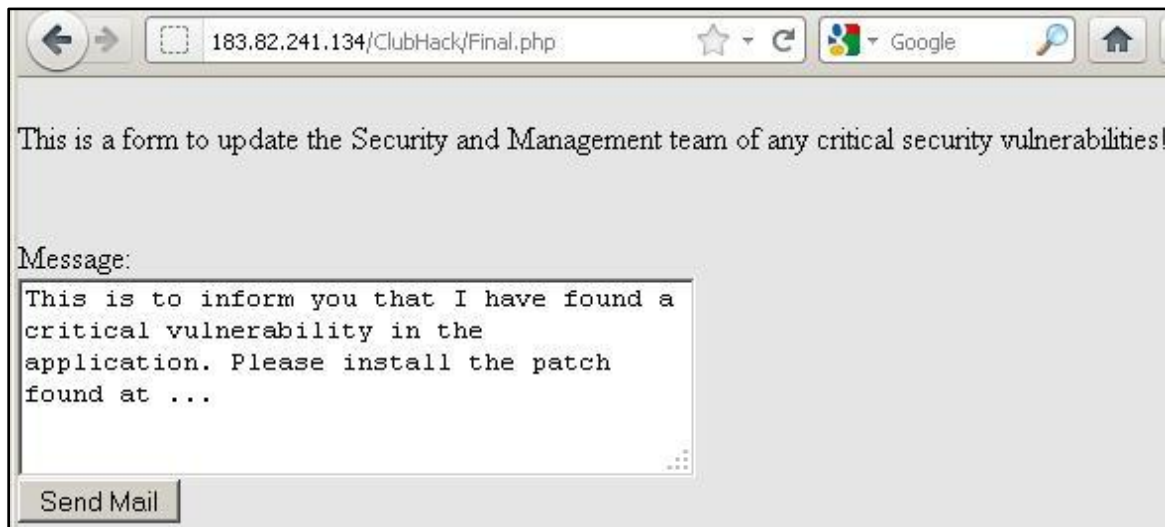 183.82.241.134/ClubHack/Final.php
Google
This is a form to update the Security and Management team of any critical security vulnerabilities!
Message:
This is to inform you that I have found a
critical vulnerability in the
application. Please install the patch
found at ...
Send Mail